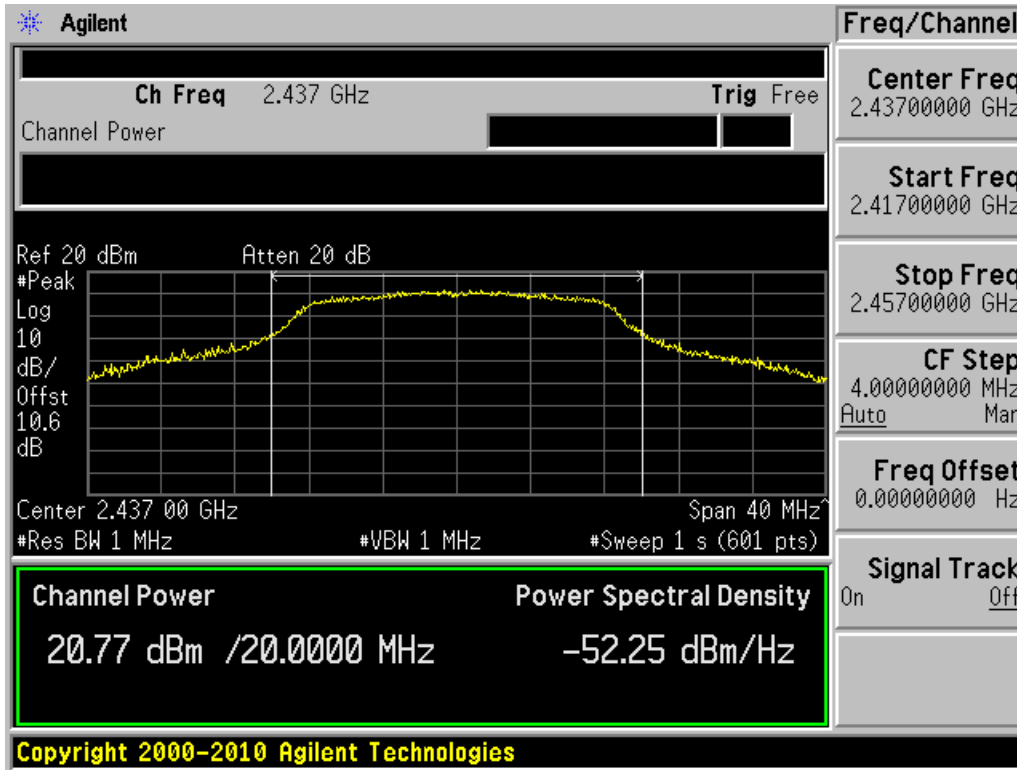 Agilent
Freq/Channel
Ch Freq 2.437 GHz Trig Free
Channel Power
Center Freq
2.43700000 GHz
Start Freq
2.41700000 GHz
Stop Freq
2.45700000 GHz
CF Step
4.00000000 MHz
Auto Man
Freq Offset
0.00000000 Hz
Signal Track
On Off
Ref 20 dBm Atten 20 dB
#Peak
Log
10
dB/
Offst
10.6
dB
Center 2.437 00 GHz Span 40 MHz^
#Res BW 1 MHz #VBW 1 MHz #Sweep 1 s (601 pts)
Channel Power Power Spectral Density
20.77 dBm /20.0000 MHz -52.25 dBm/Hz
Copyright 2000-2010 Agilent Technologies